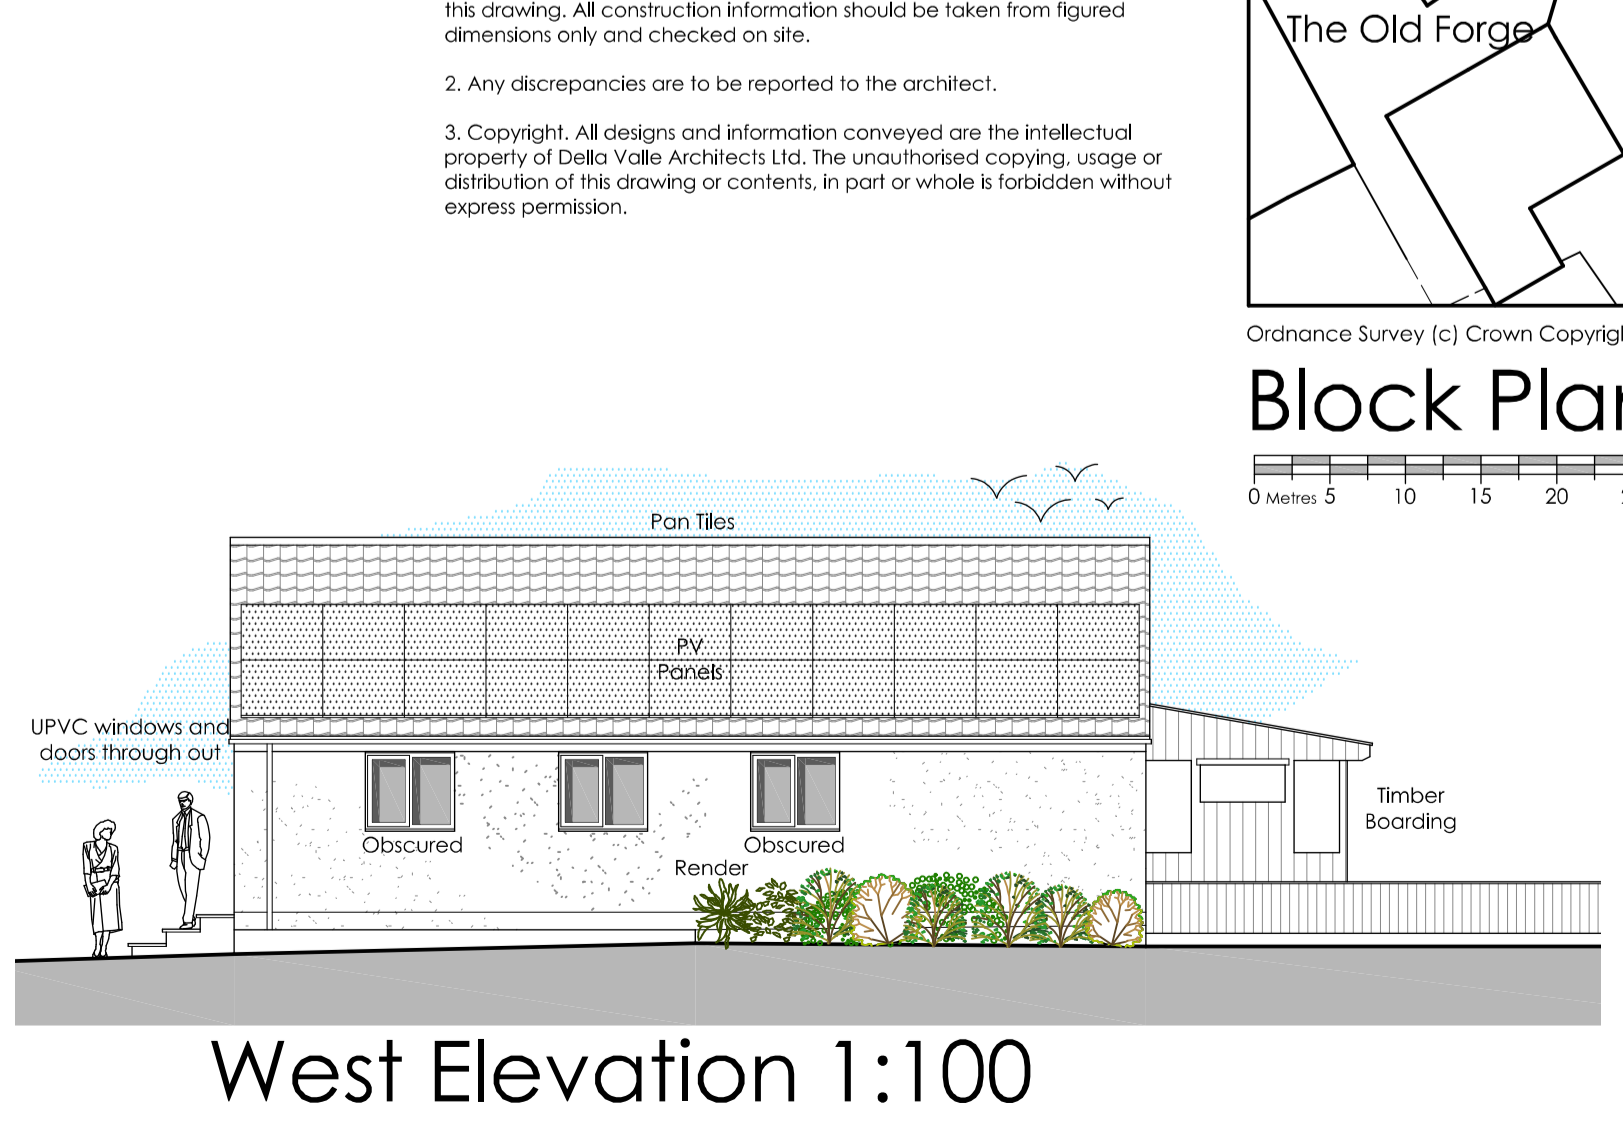 this drawing. All construction information should be taken from figured
dimensions only and checked on site.
2. Any discrepancies are to be reported to the architect.
3. Copyright. All designs and information conveyed are the intellectual
property of Della Valle Architects Ltd. The unauthorised copying, usage or
distribution of this drawing or contents, in part or whole is forbidden without
express permission.
The Old Forge
Ordnance Survey (c) Crown Copyrig
Block Pla
0 Metres 5 10 15 20
Pan Tiles
PV
Panels
UPVC windows and
doors through out
Obscured
Obscured
Render
Timber
Boarding
West Elevation 1:100